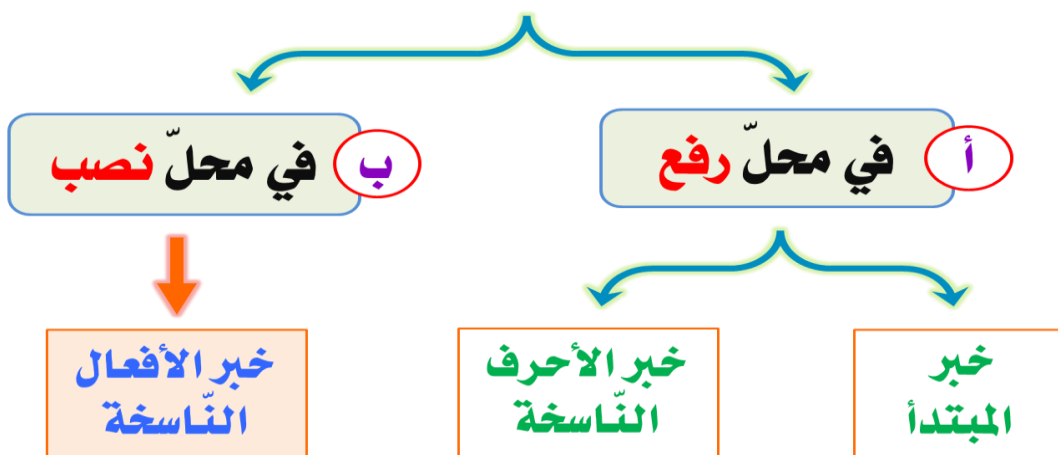 أ
في محلّ رفع
ب
في محلّ نصب
خبر
المبتدأ
خبر الأحرف
النّاسخة
خبر الأفعال
النّاسخة